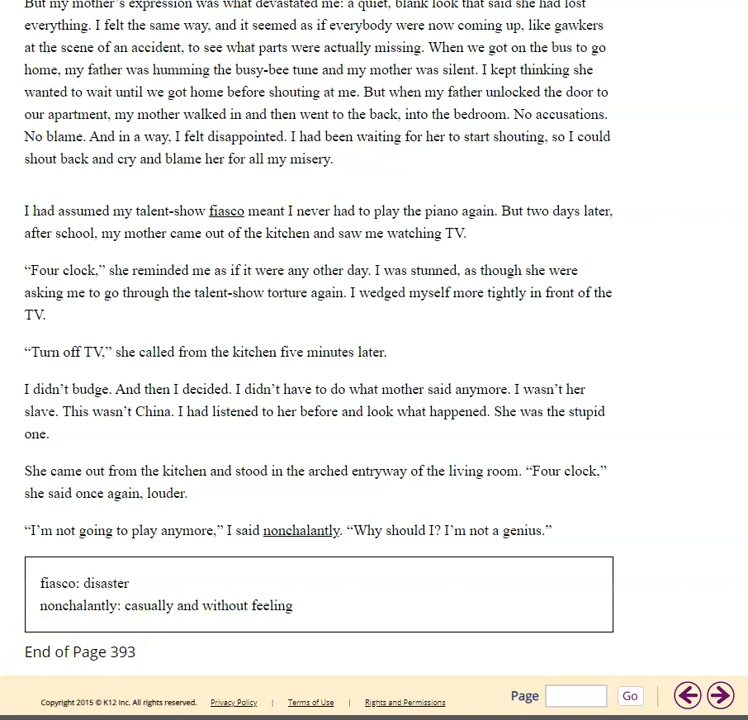 But my mother's expression was what devastated me: a quiet, blank look that said she had lost
everything. I felt the same way, and it seemed as if everybody were now coming up, like gawkers
at the scene of an accident, to see what parts were actually missing. When we got on the bus to go
home, my father was humming the busy-bee tune and my mother was silent. I kept thinking she
wanted to wait until we got home before shouting at me. But when my father unlocked the door to
our apartment, my mother walked in and then went to the back, into the bedroom. No accusations.
No blame. And in a way, I felt disappointed. I had been waiting for her to start shouting, so I could
shout back and cry and blame her for all my misery.
I had assumed my talent-show fiasco meant I never had to play the piano again. But two days later,
after school, my mother came out of the kitchen and saw me watching TV.
“Four clock,” she reminded me as if it were any other day. I was stunned, as though she were
asking me to go through the talent-show torture again. I wedged myself more tightly in front of the
TV.
“Turn off TV,” she called from the kitchen five minutes later.
I didn’t budge. And then I decided. I didn’t have to do what mother said anymore. I wasn’t her
slave. This wasn’t China. I had listened to her before and look what happened. She was the stupid
one.
She came out from the kitchen and stood in the arched entryway of the living room. “Four clock,”
she said once again, louder.
“I’m not going to play anymore,” I said nonchalantly. “Why should I? I’m not a genius.”
fiasco: disaster
nonchalantly: casually and without feeling
End of Page 393
Copyright 2015 © K12 Inc. All rights reserved. Privacy Policy | Terms of Use | Rights and Permissions Page Go